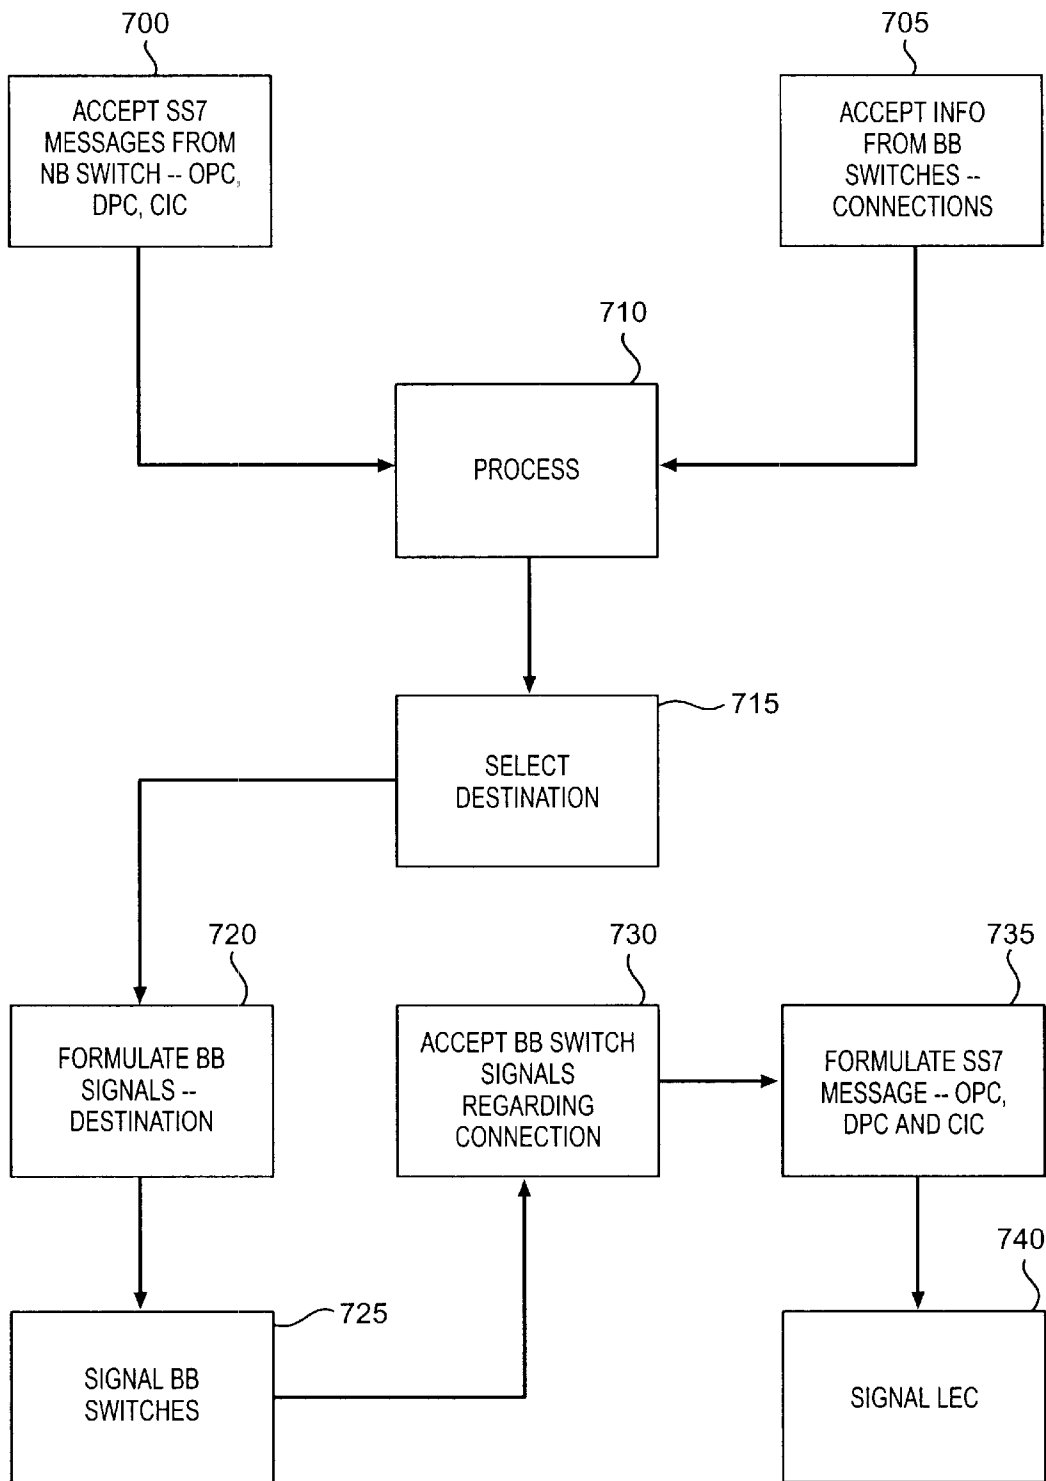 700
ACCEPT SS7
MESSAGES FROM
NB SWITCH -- OPC,
DPC, CIC
705
ACCEPT INFO
FROM BB
SWITCHES --
CONNECTIONS
710
PROCESS
715
SELECT
DESTINATION
720
FORMULATE BB
SIGNALS --
DESTINATION
725
SIGNAL BB
SWITCHES
730
ACCEPT BB SWITCH
SIGNALS
REGARDING
CONNECTION
735
FORMULATE SS7
MESSAGE -- OPC,
DPC AND CIC
740
SIGNAL LEC